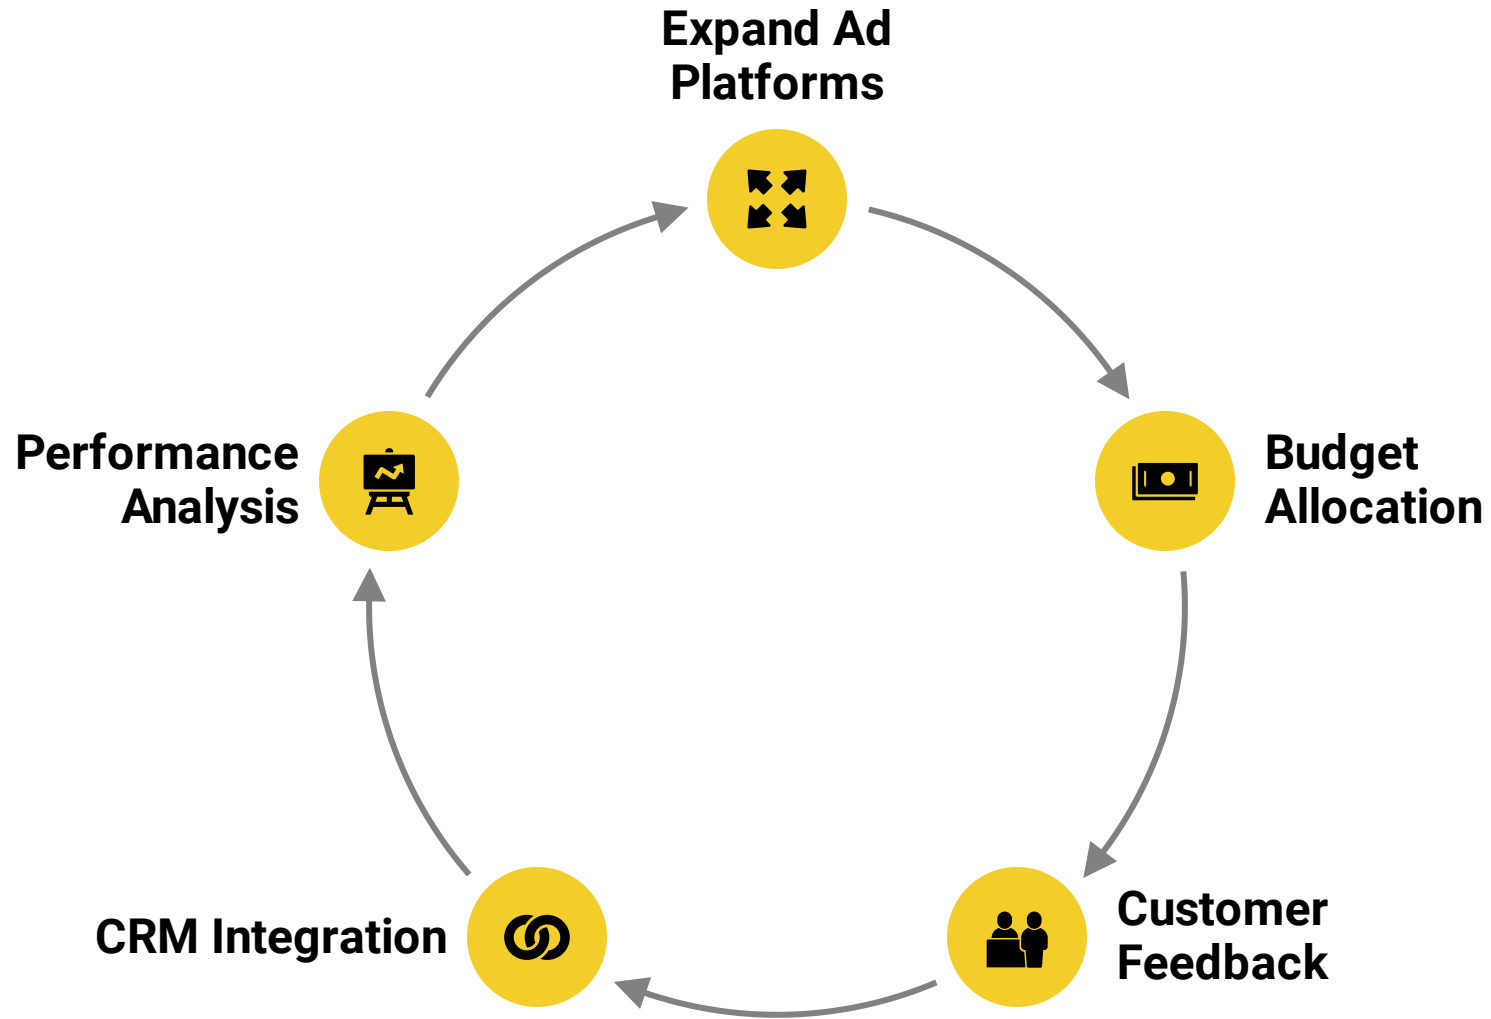 Expand Ad
Platforms
Budget
Allocation
Customer
Feedback
CRM Integration
Performance
Analysis